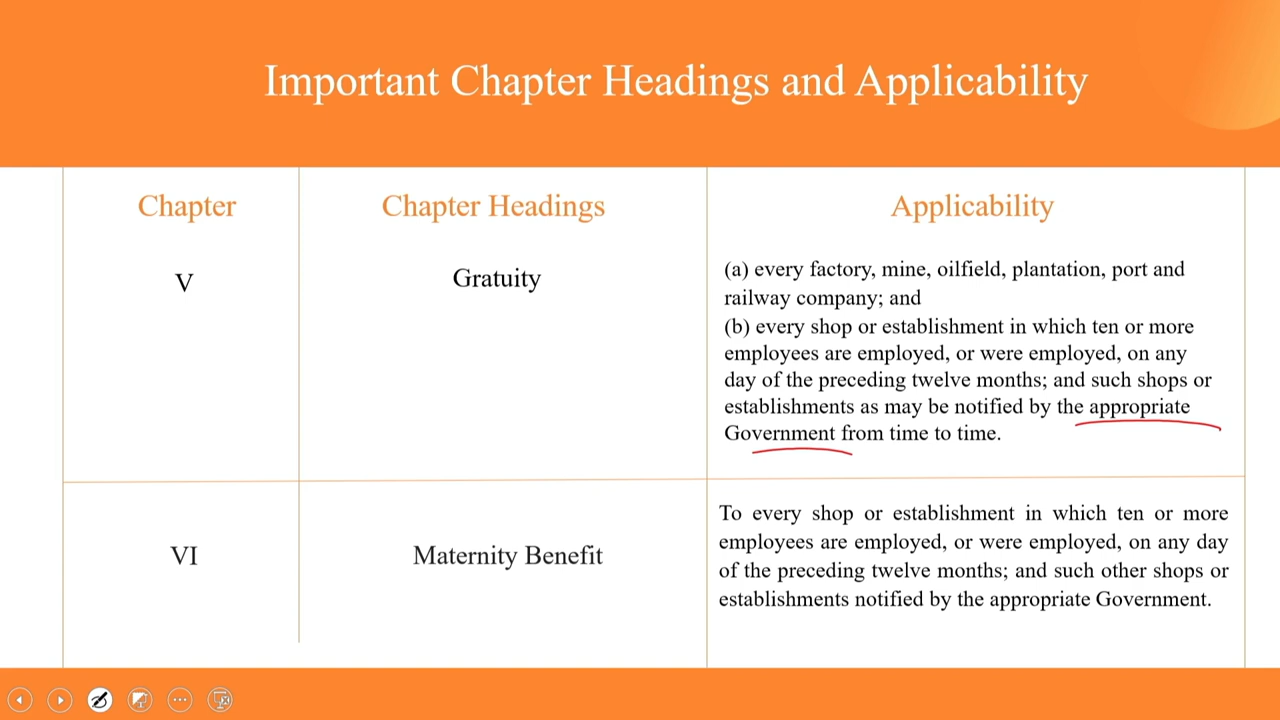 Important Chapter Headings and Applicability
Chapter
Chapter Headings
Applicability
V
Gratuity
(a) every factory, mine, oilfield, plantation, port and
railway company; and
(b) every shop or establishment in which ten or more
employees are employed, or were employed, on any
day of the preceding twelve months; and such shops or
establishments as may be notified by the appropriate
Government from time to time.
VI
Maternity Benefit
To every shop or establishment in which ten or more
employees are employed, or were employed, on any day
of the preceding twelve months; and such other shops or
establishments notified by the appropriate Government.